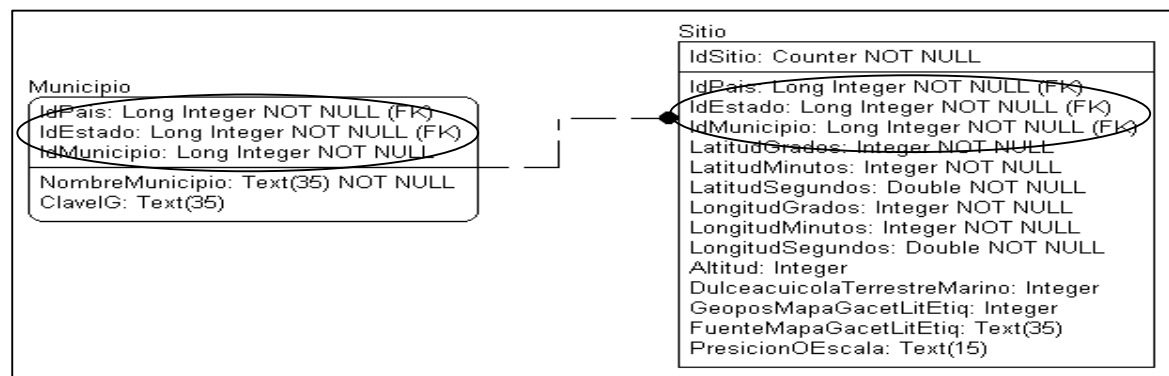 Municipio
IdPais: Long Integer NOT NULL (FK)
IdEstado: Long Integer NOT NULL (FK)
IdMunicipio: Long Integer NOT NULL
NombreMunicipio: Text(35) NOT NULL
ClaveIG: Text(35)
Sitio
IdSitio: Counter NOT NULL
IdPais: Long Integer NOT NULL (FK)
IdEstado: Long Integer NOT NULL (FK)
IdMunicipio: Long Integer NOT NULL (FK)
LatitudGrados: Integer NOT NULL
LatitudMinutos: Integer NOT NULL
LatitudSegundos: Double NOT NULL
LongitudGrados: Integer NOT NULL
LongitudMinutos: Integer NOT NULL
LongitudSegundos: Double NOT NULL
Altitud: Integer
DulceacuicolaTerrestreMarino: Integer
GeoposMapaGacetLitEtiq: Integer
FuenteMapaGacetLitEtiq: Text(35)
PresicionOEscala: Text(15)